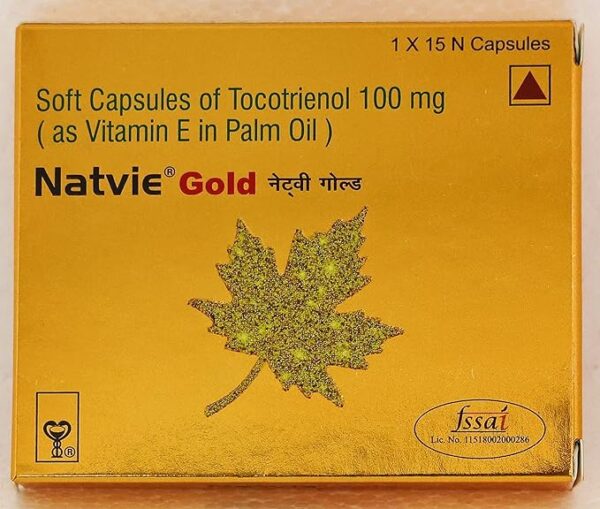 1 X 15 N Capsules
Soft Capsules of Tocotrienol 100 mg
( as Vitamin E in Palm Oil )
Natvie® Gold नेट्वी गोल्ड
®
fssai
Lic. No. 11518002000286